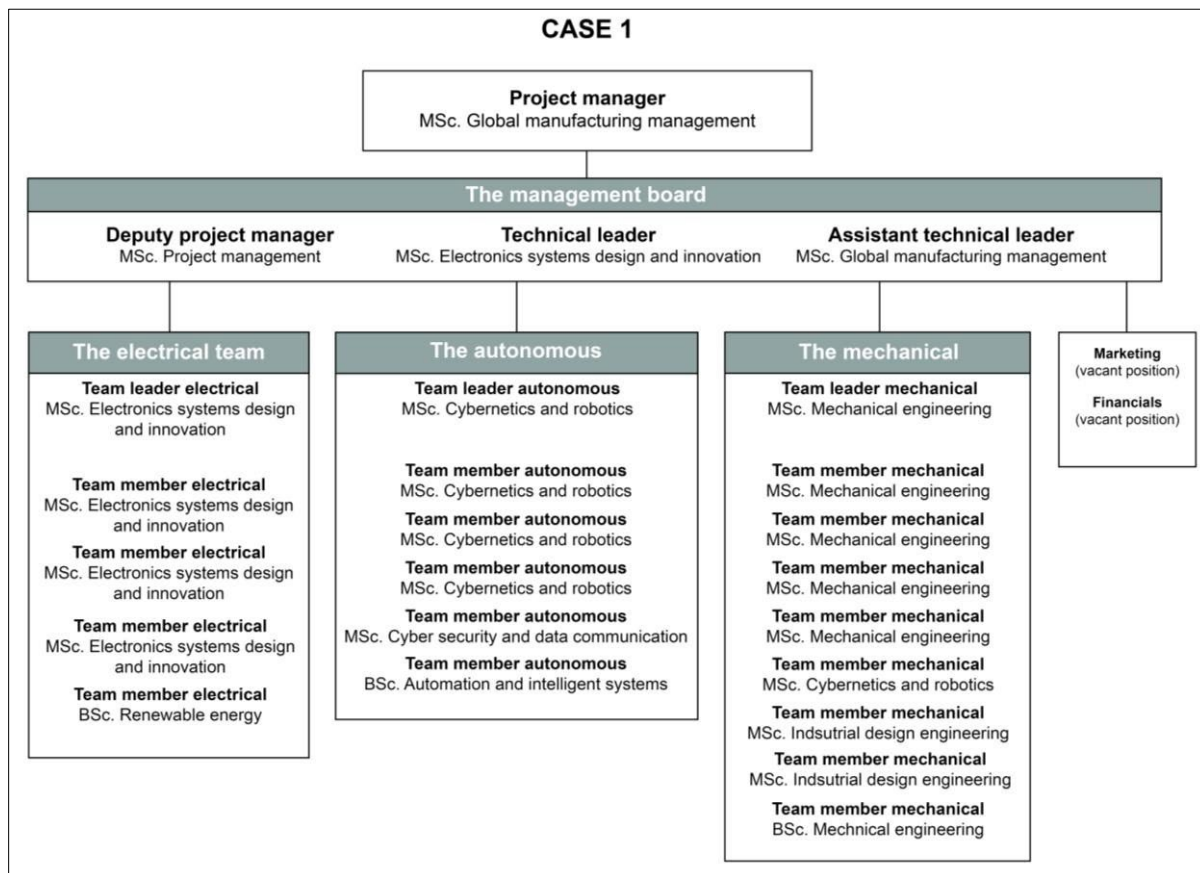 CASE 1
Project manager
MSc. Global manufacturing management
The management board
Deputy project manager
MSc. Project management
Technical leader
MSc. Electronics systems design and innovation
Assistant technical leader
MSc. Global manufacturing management
The electrical team
Team leader electrical
MSc. Electronics systems design
and innovation
Team member electrical
MSc. Electronics systems design
and innovation
Team member electrical
MSc. Electronics systems design
and innovation
Team member electrical
MSc. Electronics systems design
and innovation
Team member electrical
BSc. Renewable energy
The autonomous
Team leader autonomous
MSc. Cybernetics and robotics
Team member autonomous
MSc. Cybernetics and robotics
Team member autonomous
MSc. Cybernetics and robotics
Team member autonomous
MSc. Cybernetics and robotics
Team member autonomous
MSc. Cyber security and data communication
Team member autonomous
BSc. Automation and intelligent systems
The mechanical
Team leader mechanical
MSc. Mechanical engineering
Team member mechanical
MSc. Mechanical engineering
Team member mechanical
MSc. Mechanical engineering
Team member mechanical
MSc. Mechanical engineering
Team member mechanical
MSc. Mechanical engineering
Team member mechanical
MSc. Cybernetics and robotics
Team member mechanical
MSc. Indsutrial design engineering
Team member mechanical
MSc. Indsutrial design engineering
Team member mechanical
BSc. Mechnical engineering
Marketing
(vacant position)
Financials
(vacant position)